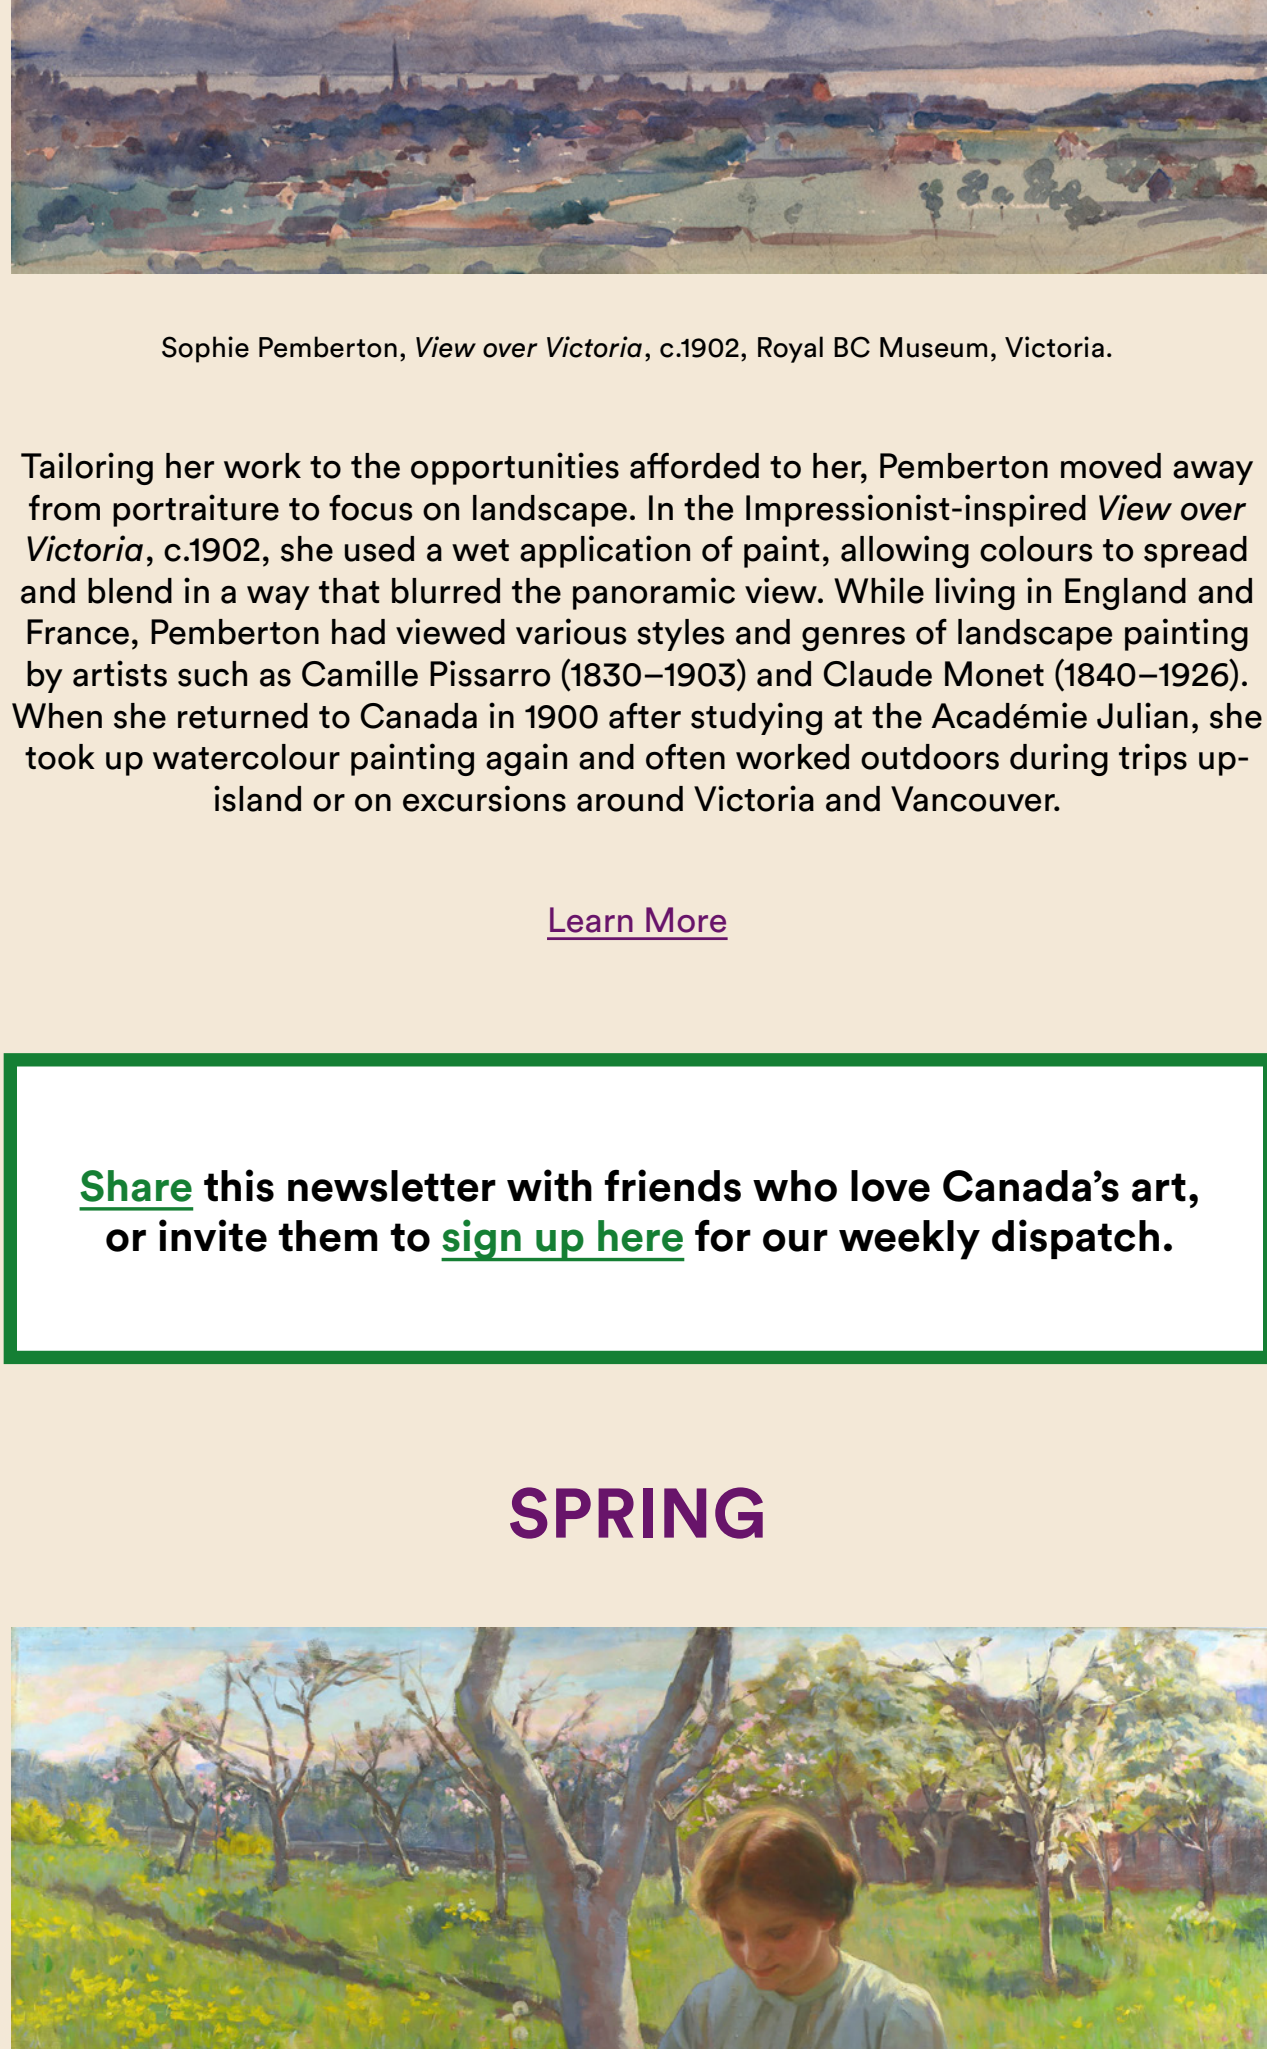 Sophie Pemberton, View over Victoria, c.1902, Royal BC Museum, Victoria.
Tailoring her work to the opportunities afforded to her, Pemberton moved away
from portraiture to focus on landscape. In the Impressionist-inspired View over
Victoria, c.1902, she used a wet application of paint, allowing colours to spread
and blend in a way that blurred the panoramic view. While living in England and
France, Pemberton had viewed various styles and genres of landscape painting
by artists such as Camille Pissarro (1830–1903) and Claude Monet (1840–1926).
When she returned to Canada in 1900 after studying at the Académie Julian, she
took up watercolour painting again and often worked outdoors during trips up-
island or on excursions around Victoria and Vancouver.
Learn More
Share this newsletter with friends who love Canada’s art,
or invite them to sign up here for our weekly dispatch.
SPRING